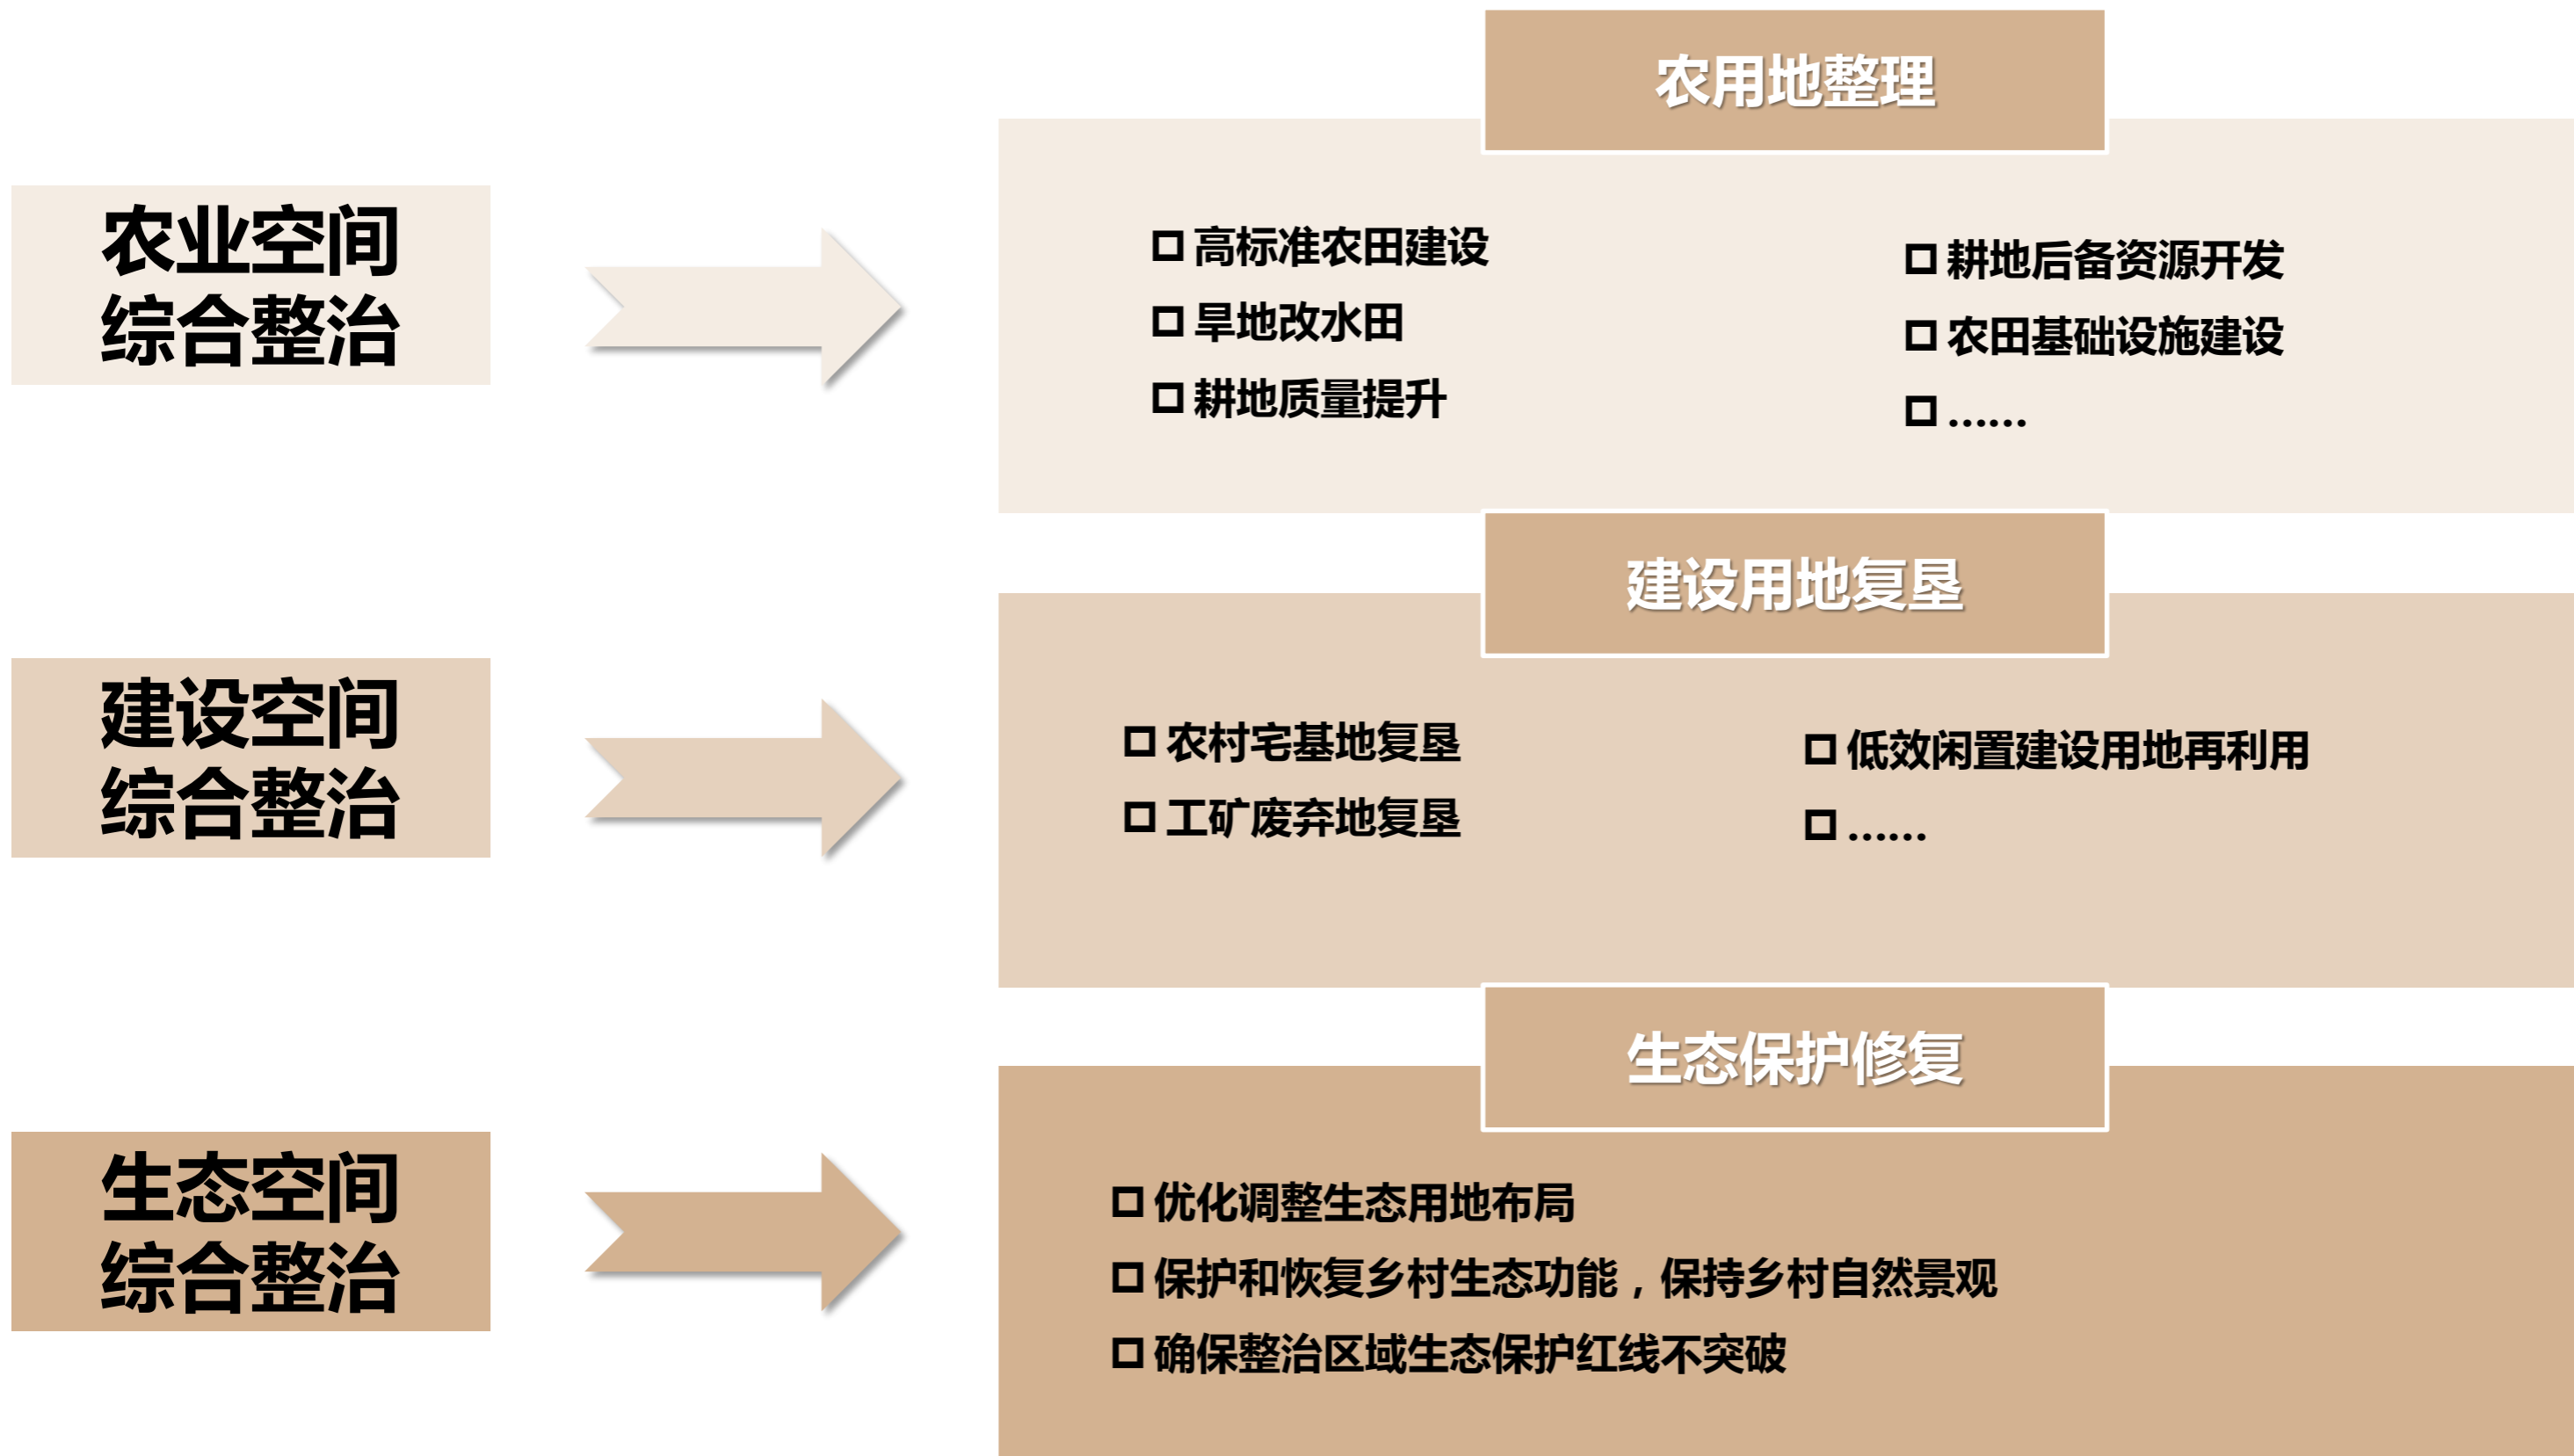 农业空间
综合整治
农用地整理
高标准农田建设
旱地改水田
耕地质量提升
耕地后备资源开发
农田基础设施建设
……
建设空间
综合整治
建设用地复垦
农村宅基地复垦
工矿废弃地复垦
低效闲置建设用地再利用
……
生态空间
综合整治
生态保护修复
优化调整生态用地布局
保护和恢复乡村生态功能，保持乡村自然景观
确保整治区域生态保护红线不突破